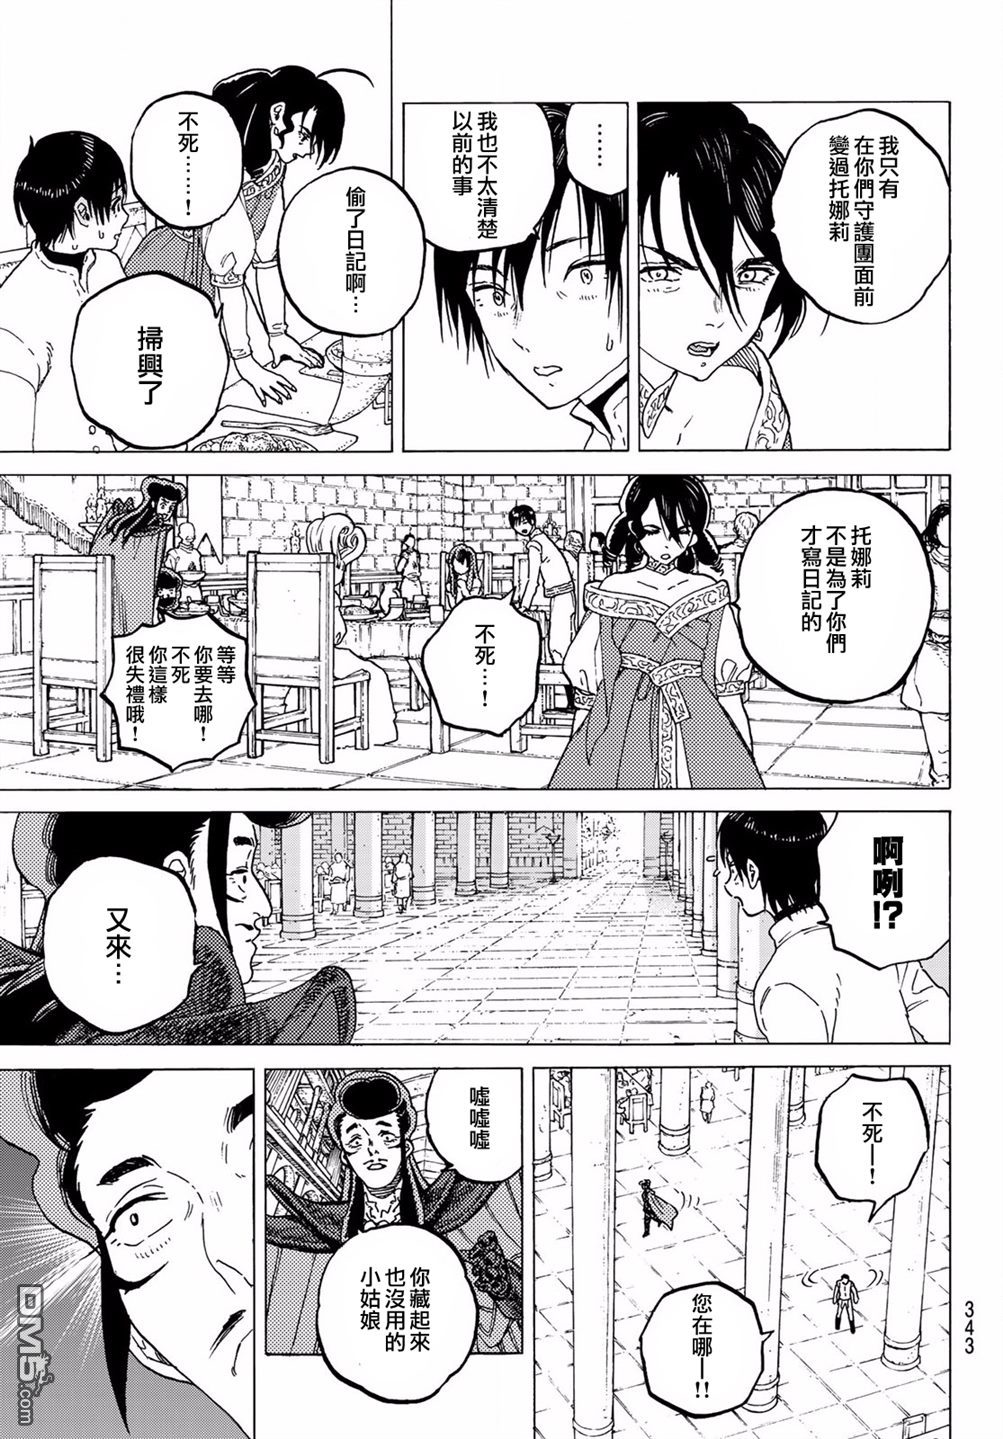 我只有
在你們守護團面前
變過托娜莉
……
我也不太清楚
以前的事
偷了日記啊…
不死…！
掃興了
托娜莉
不是為了你們
才寫日記的
不死…！
等等
你要去哪！
不死
你這樣
很失禮哦！
啊咧!?
又來…
不死ー！
您在哪ー!!
噓噓噓
你藏起來
也沒用的
小姑娘
343
DM5